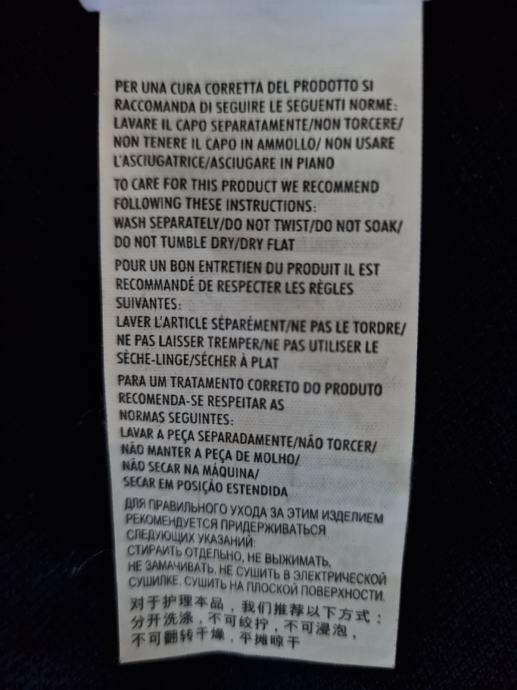 PER UNA CURA CORRETTA DEL PRODOTTO SI
RACCOMANDA DI SEGUIRE LE SEGUENTI NORME:
LAVARE IL CAPO SEPARATAMENTE/NON TORCERE/
NON TENERE IL CAPO IN AMMOLLO/ NON USARE
L'ASCIUGATRICE/ASCIUGARE IN PIANO
TO CARE FOR THIS PRODUCT WE RECOMMEND
FOLLOWING THESE INSTRUCTIONS:
WASH SEPARATELY/DO NOT TWIST/DO NOT SOAK/
DO NOT TUMBLE DRY/DRY FLAT
POUR UN BON ENTRETIEN DU PRODUIT IL EST
RECOMMANDÉ DE RESPECTER LES RÈGLES
SUIVANTES:
LAVER L'ARTICLE SÉPARÉMENT/NE PAS LE TORDRE/
NE PAS LAISSER TREMPER/NE PAS UTILISER LE
SÈCHE-LINGE/SÉCHER À PLAT
PARA UM TRATAMENTO CORRETO DO PRODUTO
RECOMENDA-SE RESPEITAR AS
NORMAS SEGUINTES:
LAVAR A PEÇA SEPARADAMENTE/NÃO TORCER/
NÃO MANTER A PEÇA DE MOLHO/
NÃO SECAR NA MÁQUINA/
SECAR EM POSIÇÃO ESTENDIDA
ДЛЯ ПРАВИЛЬНОГО УХОДА ЗА ЭТИМ ИЗДЕЛИЕМ
РЕКОМЕНДУЕТСЯ ПРИДЕРЖИВАТЬСЯ
СЛЕДУЮЩИХ УКАЗАНИЙ:
СТИРАИТЬ ОТДЕЛЬНО, НЕ ВЫЖИМАТЬ,
НЕ ЗАМАЧИВАТЬ, НЕ СУШИТЬ В ЭЛЕКТРИЧЕСКОЙ
СУШИЛКЕ. СУШИТЬ НА ПЛОСКОЙ ПОВЕРХНОСТИ.
对于护理本品，我们推荐以下方式：
分开洗涤，不可绞拧，不可浸泡，
不可翻转干燥，平摊晾干